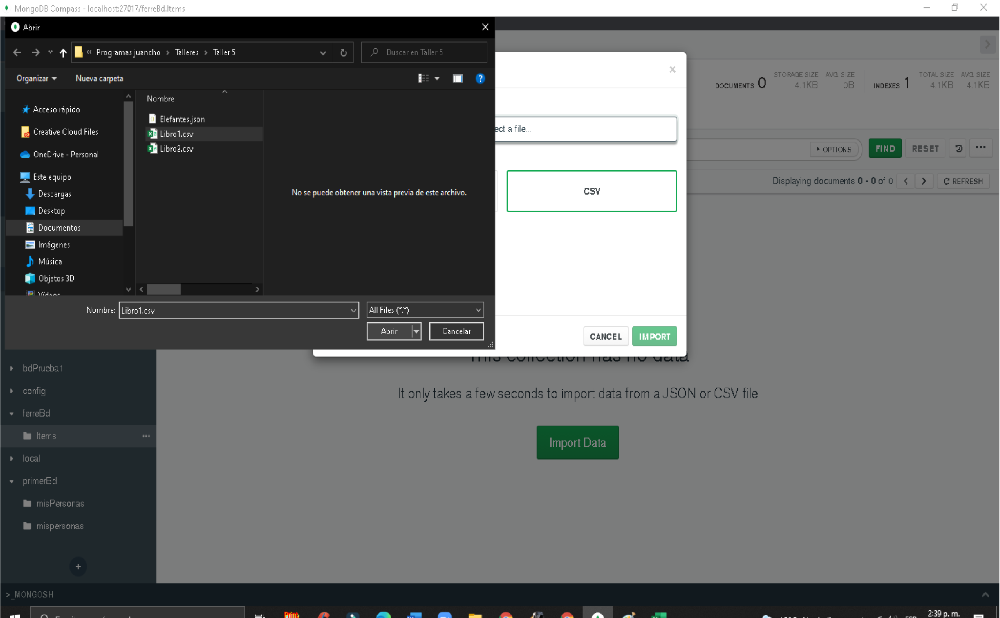 MongoDB Compass - localhost:27017/ferreBd.Items
Abrir
« Programas juancho > Talleres > Taller 5
Buscar en Taller 5
Organizar
Nueva carpeta
Nombre
Acceso rápido
Creative Cloud Files
OneDrive - Personal
Este equipo
Descargas
Desktop
Documentos
Imágenes
Música
Objetos 3D
Vídeos
Elefantes.json
Libro1.csv
Libro2.csv
No se puede obtener una vista previa de este archivo.
Nombre: Libro1.csv
All Files (*.*)
Abrir
Cancelar
a file...
CSV
CANCEL
IMPORT
DOCUMENTS 0
STORAGE SIZE
4.1KB
AVG. SIZE
0B
INDEXES 1
TOTAL SIZE
4.1KB
AVG. SIZE
4.1KB
OPTIONS
FIND
RESET
Displaying documents 0 - 0 of 0
REFRESH
This collection has no data
It only takes a few seconds to import data from a JSON or CSV file
Import Data
bdPrueba1
config
ferreBd
Items
local
primerBd
misPersonas
mispersonas
>_MONGOSH
2:39 p. m.